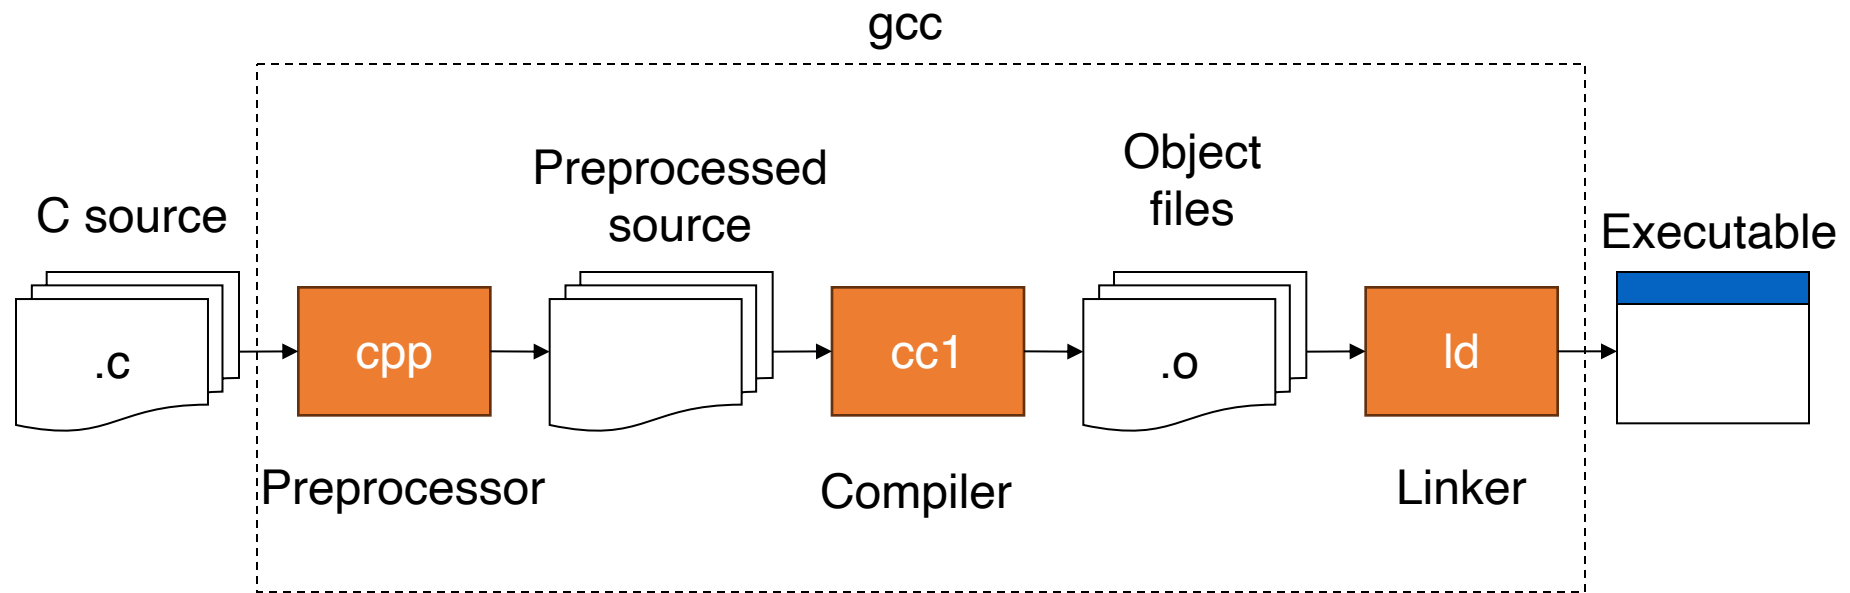 gcc
C source
Preprocessed
source
Object
files
Executable
.c
cpp
cc1
.o
ld
Preprocessor
Compiler
Linker